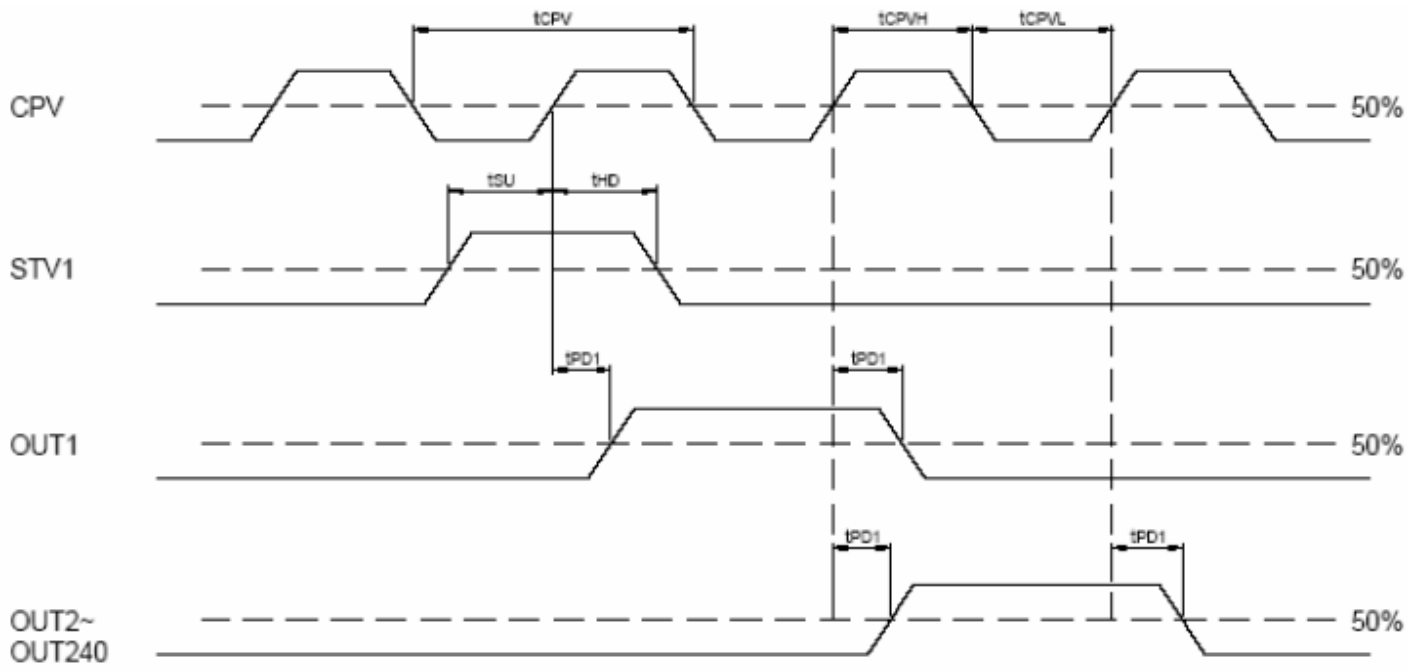 tCPV
tCPVH
tCPVL
CPV
50%
tSU
tHD
STV1
50%
tPD1
tPD1
OUT1
50%
tPD1
tPD1
OUT2~
OUT240
50%